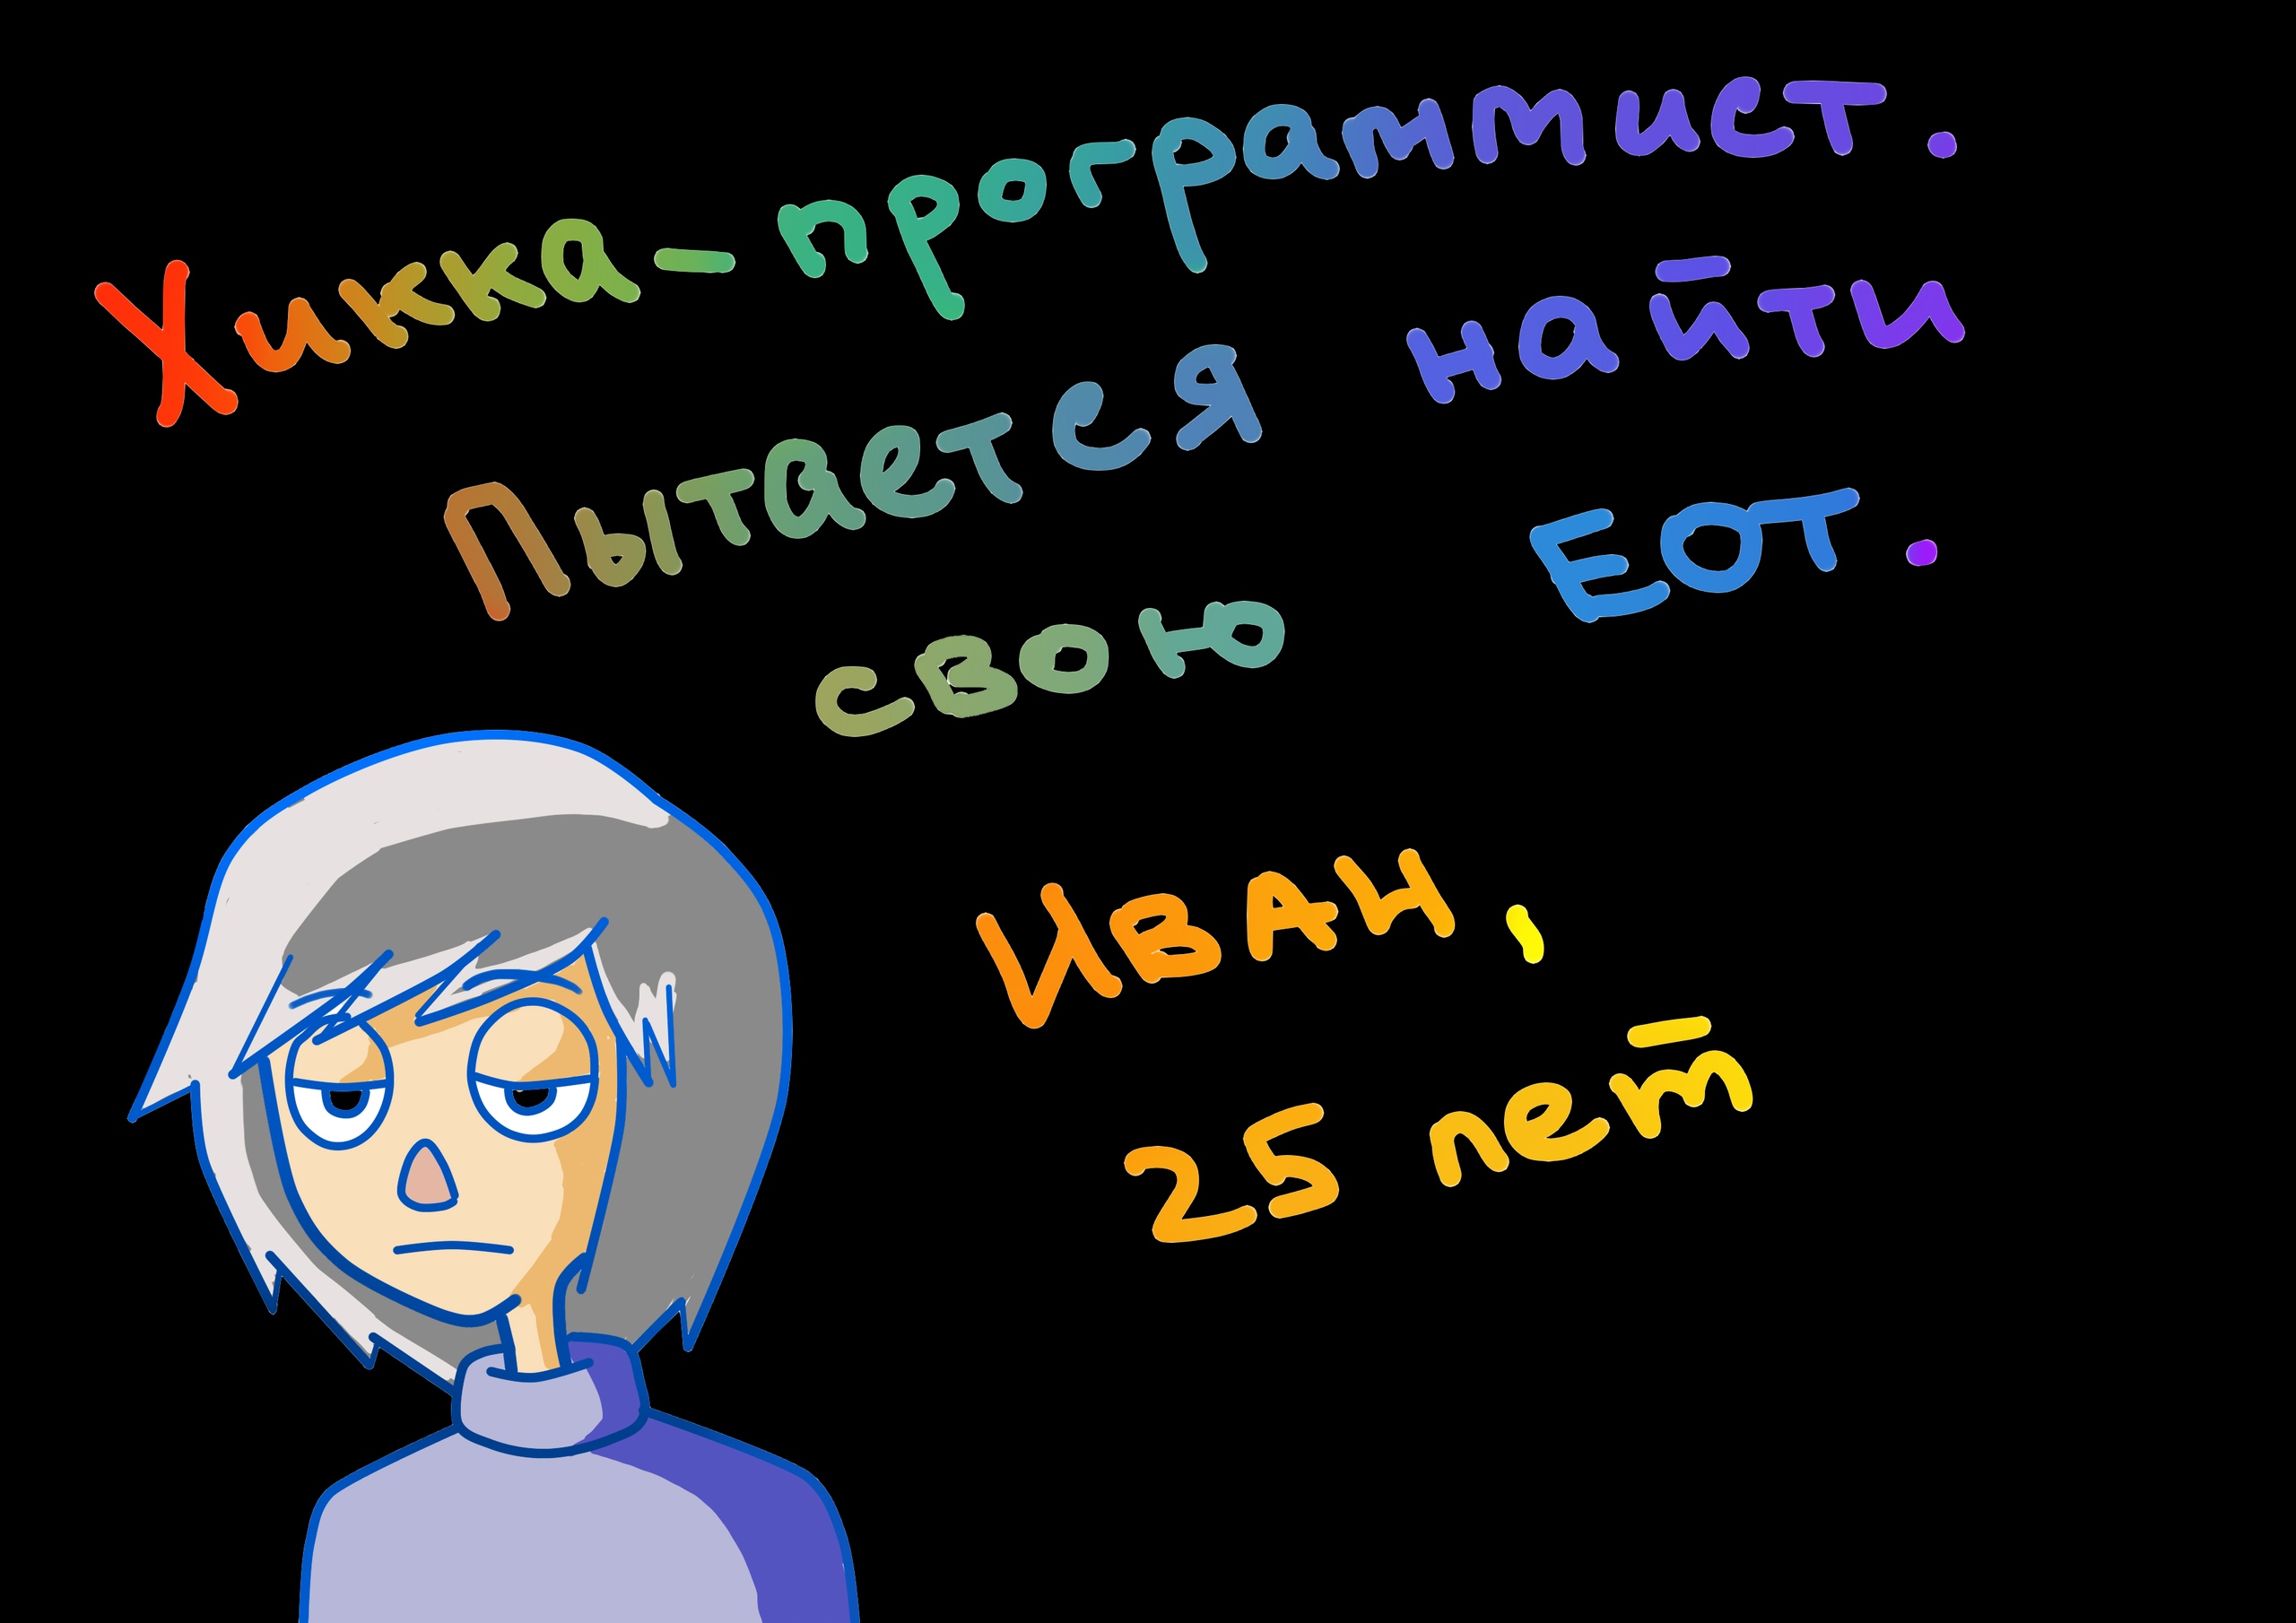 Хикка-программист.
Пытается найти
свою ЕОТ.
ИВАН,
25 лет